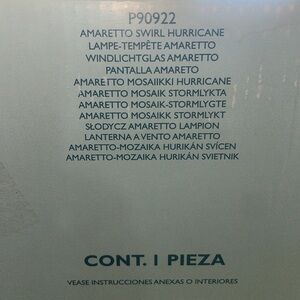 P90922
AMARETTO SWIRL HURRICANE
LAMPE-TEMPÊTE AMARETTO
WINDLICHTGLAS AMARETTO
PANTALLA AMARETO
AMARETTO MOSAIIKKI HURRICANE
AMARETTO MOSAIK STORMLYKTA
AMARETTO MOSAIK-STORMLYGTE
AMARETTO MOSAIKK STORMLYKT
SŁODYCZ AMARETTO LAMPION
LANTERNA A VENTO AMARETTO
AMARETTO-MOZAIKA HURIKÁN SVÍCEN
AMARETTO-MOZAIKA HURIKÁN SVIETNIK
CONT. 1 PIEZA
VEASE INSTRUCCIONES ANEXAS O INTERIORES